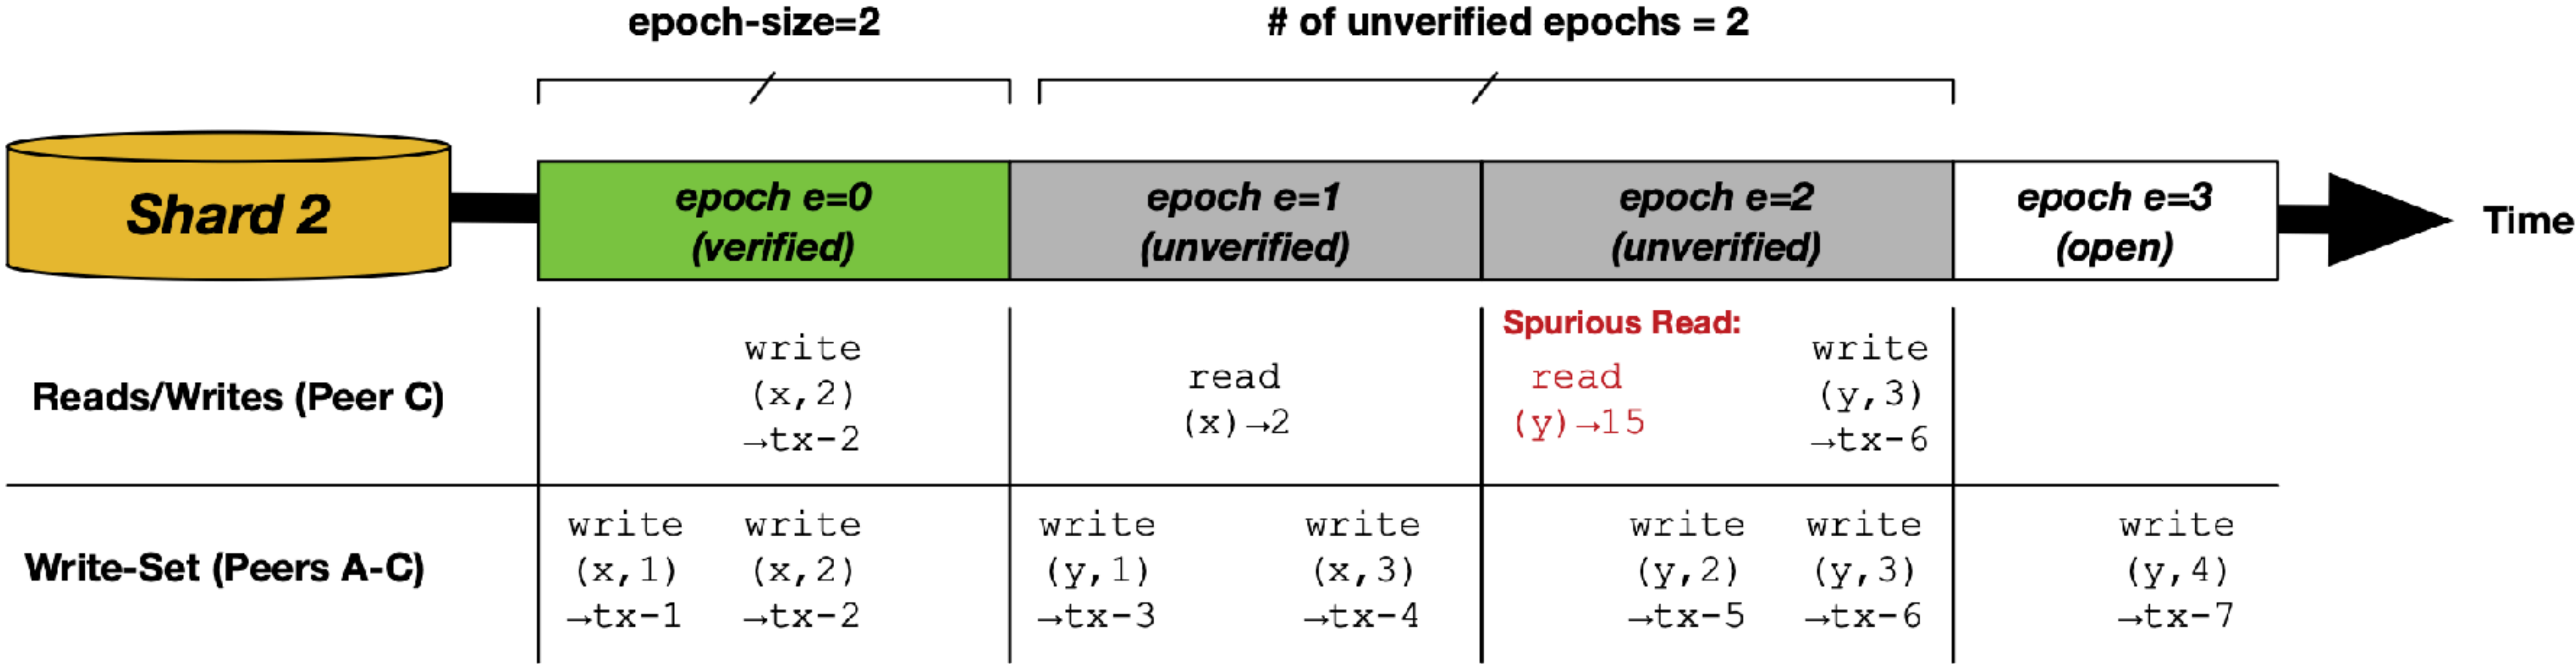 epoch-size=2
# of unverified epochs = 2
Shard 2
epoch e=0
(verified)
epoch e=1
(unverified)
epoch e=2
(unverified)
epoch e=3
(open)
Time
Reads/Writes (Peer C)
write
(x,2)
→tx-2
read
(x)→2
Spurious Read:
read
(y)→15
write
(y,3)
→tx-6
Write-Set (Peers A-C)
write
(x,1)
→tx-1
write
(x,2)
→tx-2
write
(y,1)
→tx-3
write
(x,3)
→tx-4
write
(y,2)
→tx-5
write
(y,3)
→tx-6
write
(y,4)
→tx-7